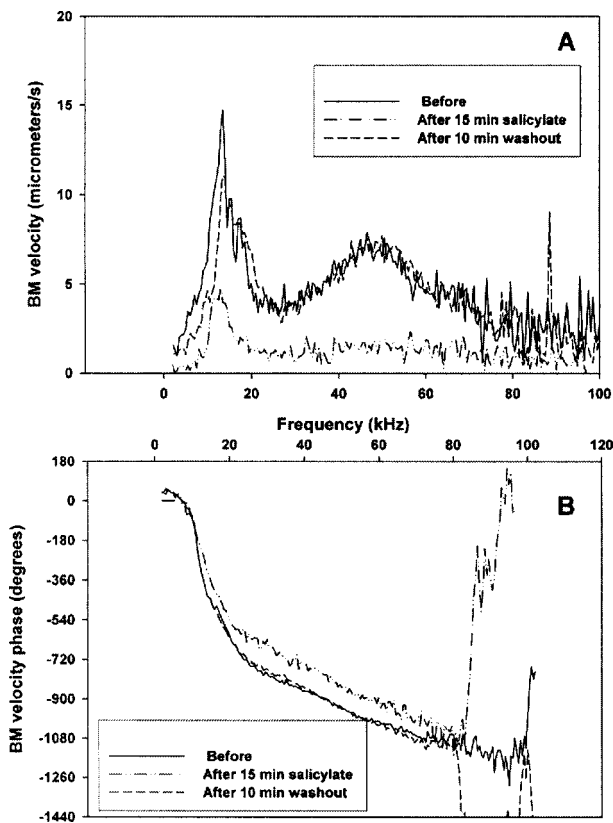 A
Before
After 15 min salicylate
After 10 min washout
BM velocity (micrometers/s)
20
15
10
5
0
0 20 40 60 80 100
Frequency (kHz)
0 20 40 60 80 100 120
B
BM velocity phase (degrees)
180
0
-180
-360
-540
-720
-900
-1080
-1260
-1440
Before
After 15 min salicylate
After 10 min washout